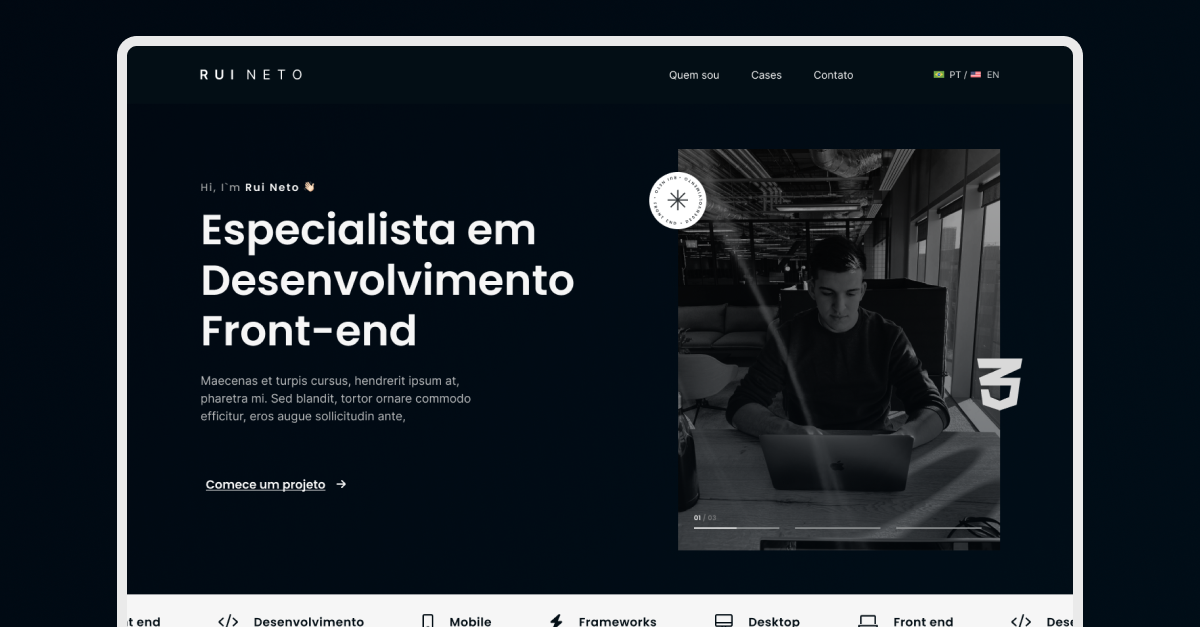 RUI NETO
Quem sou
Cases
Contato
PT / EN
Hi, I`m Rui Neto
Especialista em
Desenvolvimento
Front-end
Maecenas et turpis cursus, hendrerit ipsum at,
pharetra mi. Sed blandit, tortor ornare commodo
efficitur, eros augue sollicitudin ante,
Comece um projeto
01 / 03
t end
Desenvolvimento
Mobile
Frameworks
Desktop
Front end
Dese